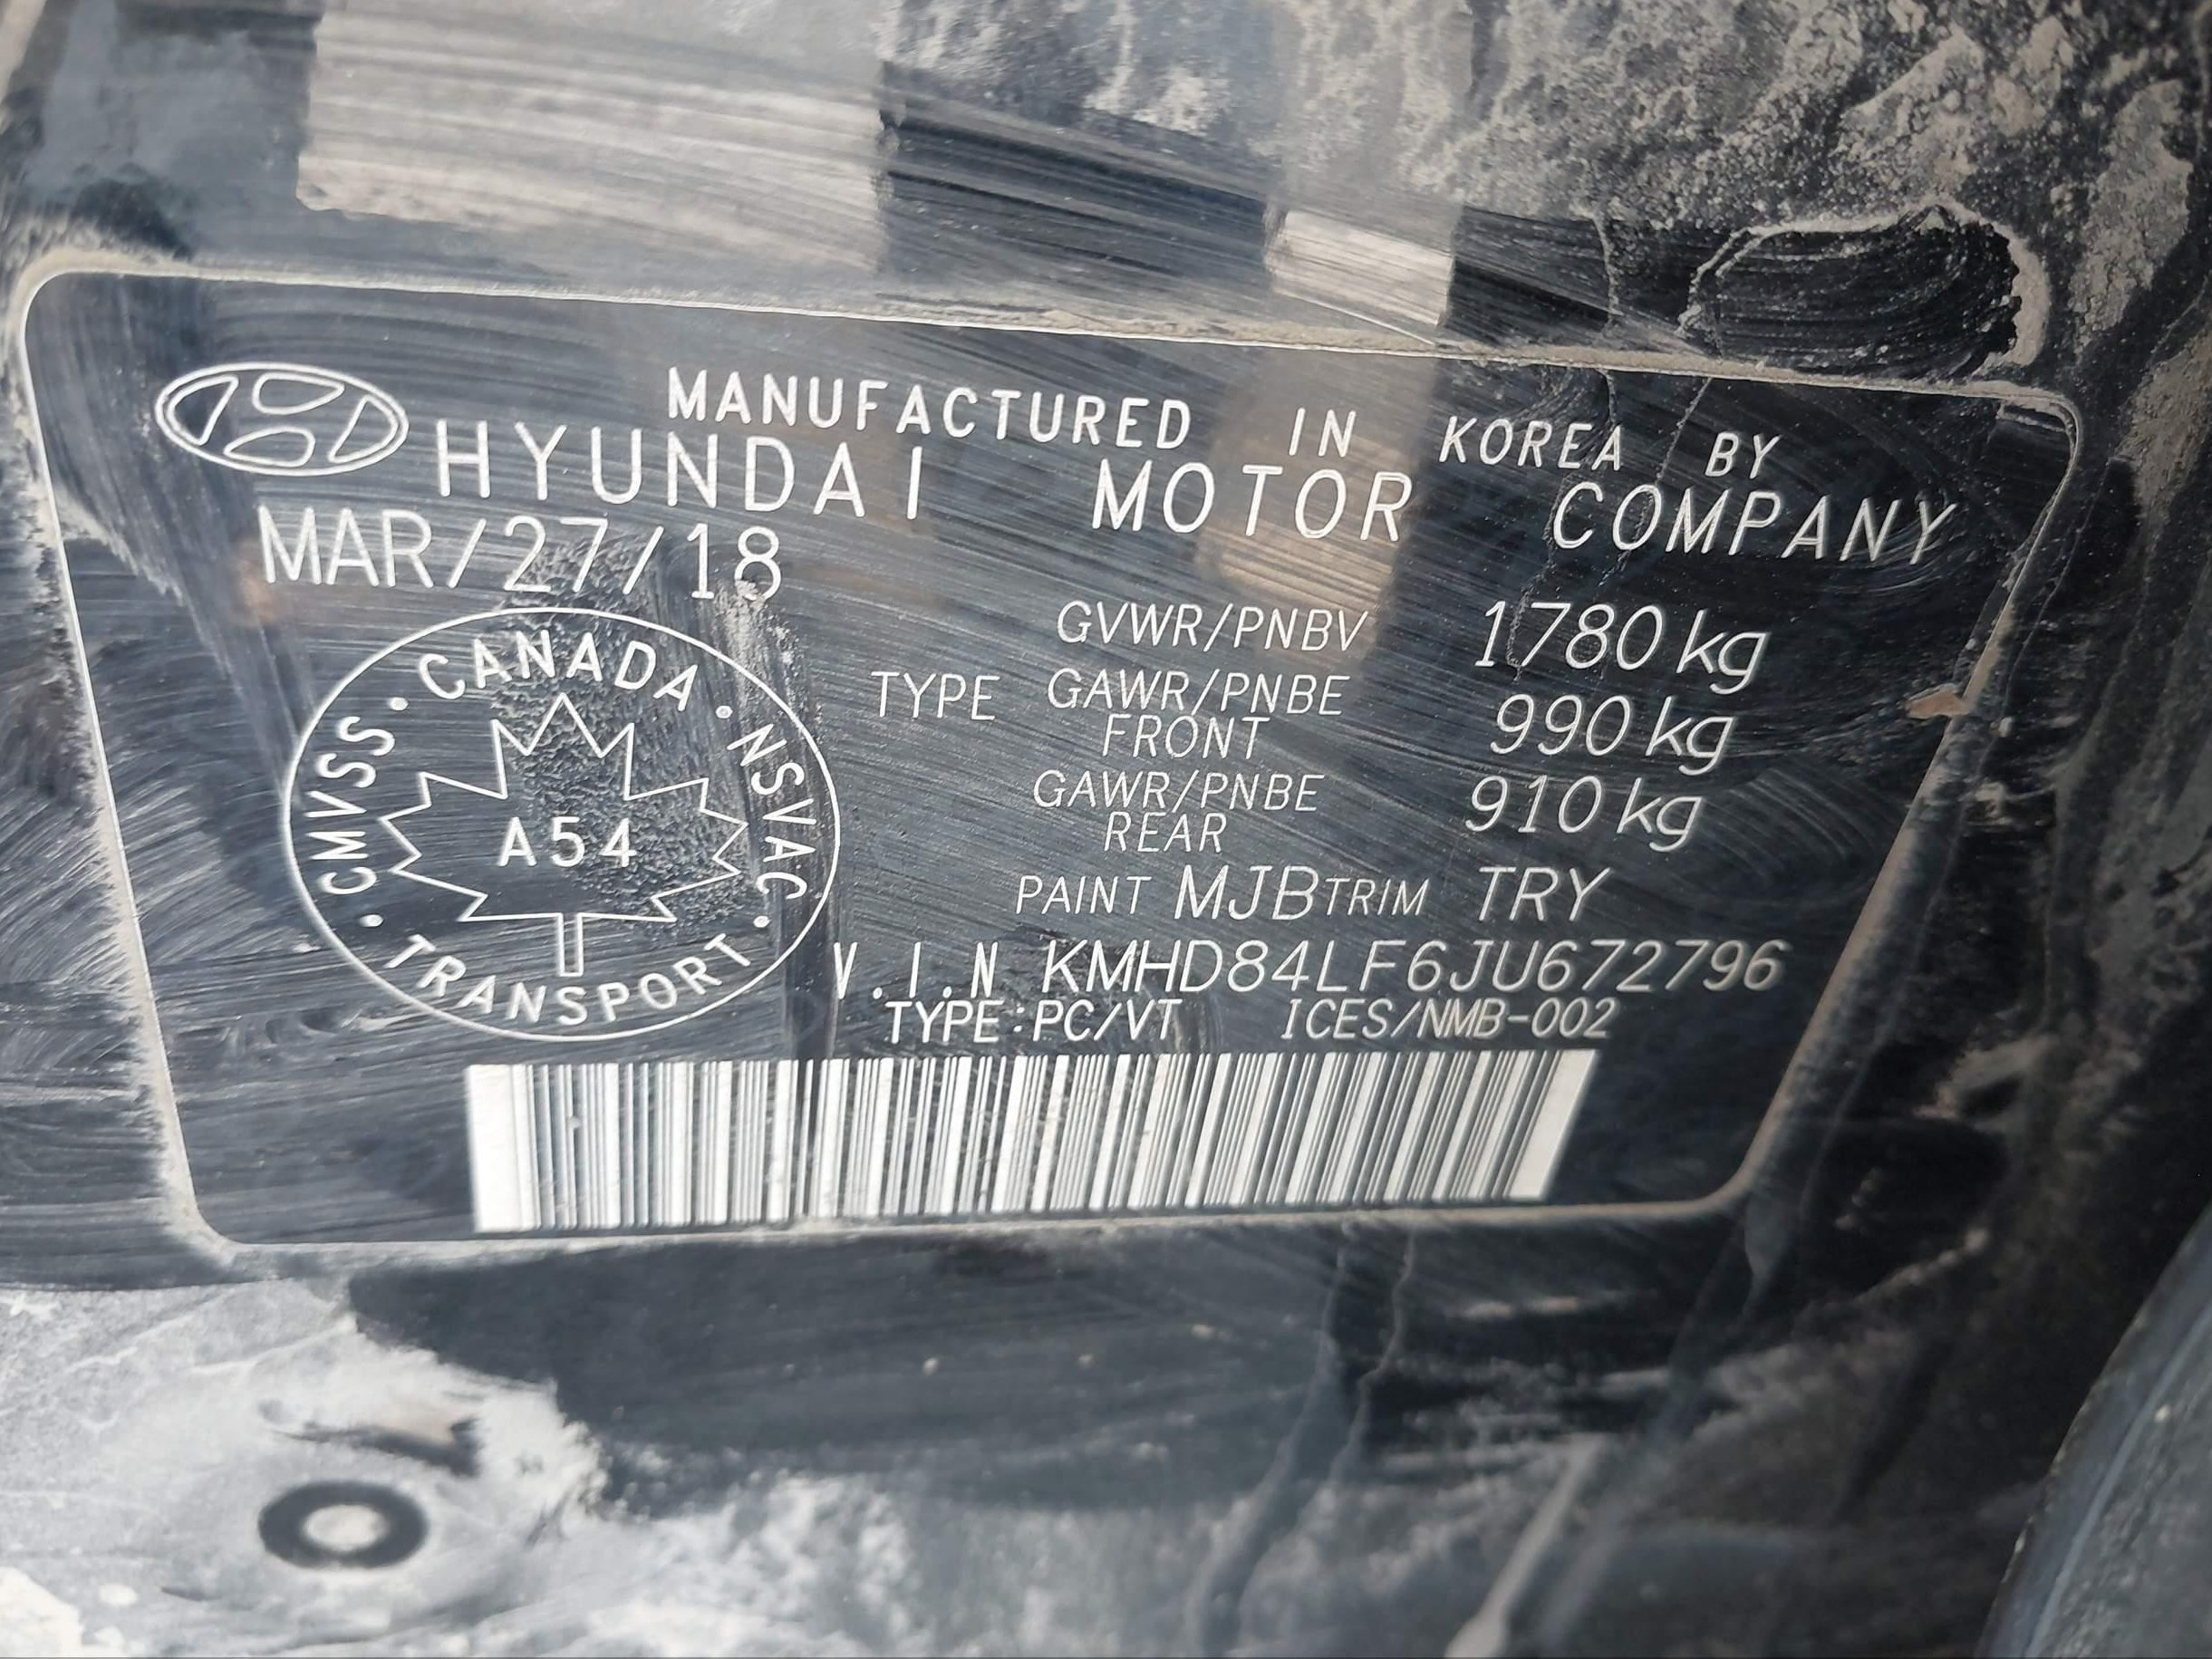 MANUFACTURED IN KOREA BY
HYUNDAI MOTOR COMPANY
MAR/27/18
CMVSS · CANADA · NSVAC · TRANSPORT ·
A54
GVWR/PNBV 1780 kg
TYPE GAWR/PNBE 990 kg
FRONT
GAWR/PNBE 910 kg
REAR
PAINT MJB TRIM TRY
V.I.N KMHD84LF6JU672796
TYPE:PC/VT ICES/NMB-002